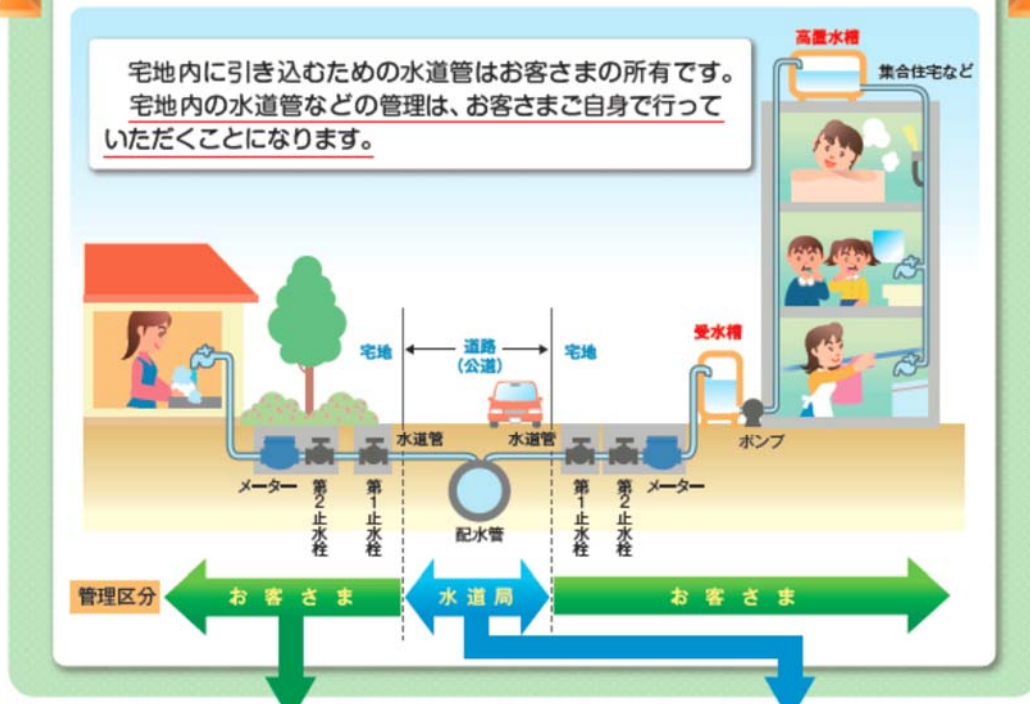 高置水槽
宅地内に引き込むための水道管はお客さまの所有です。
集合住宅など
宅地内の水道管などの管理は、お客さまご自身で行って
いただくことになります。
受水槽
宅地
道路
(公道)
宅地
水道管
水道管
ポンプ
メーター
第2止水栓
第1止水栓
配水管
第1止水栓
第2止水栓
メーター
管理区分
お客さま
水道局
お客さま